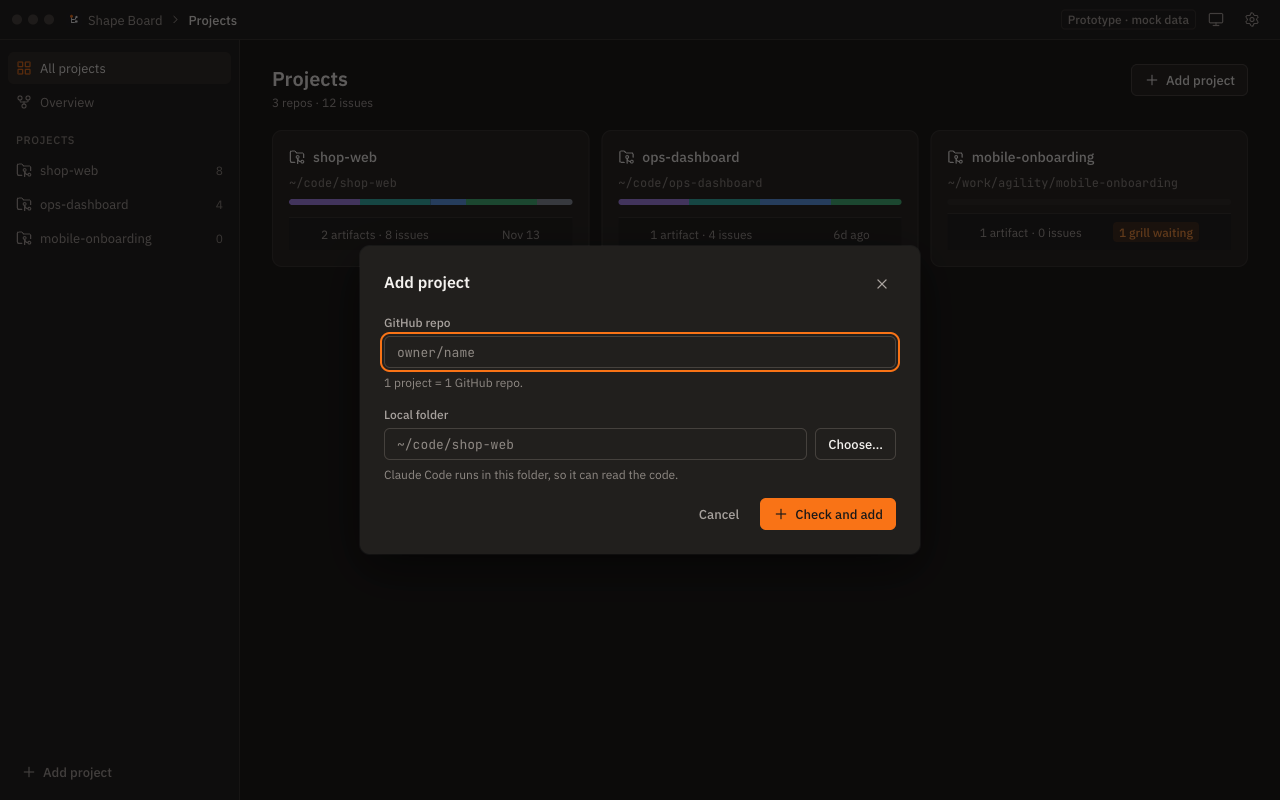 Shape Board > Projects
Prototype · mock data
All projects
Overview
PROJECTS
shop-web 8
ops-dashboard 4
mobile-onboarding 0
Add project
Projects
3 repos · 12 issues
Add project
shop-web
~/code/shop-web
2 artifacts · 8 issues Nov 13
ops-dashboard
~/code/ops-dashboard
1 artifact · 4 issues 6d ago
mobile-onboarding
~/work/agility/mobile-onboarding
1 artifact · 0 issues 1 grill waiting
Add project
GitHub repo
owner/name
1 project = 1 GitHub repo.
Local folder
~/code/shop-web Choose...
Claude Code runs in this folder, so it can read the code.
Cancel Check and add